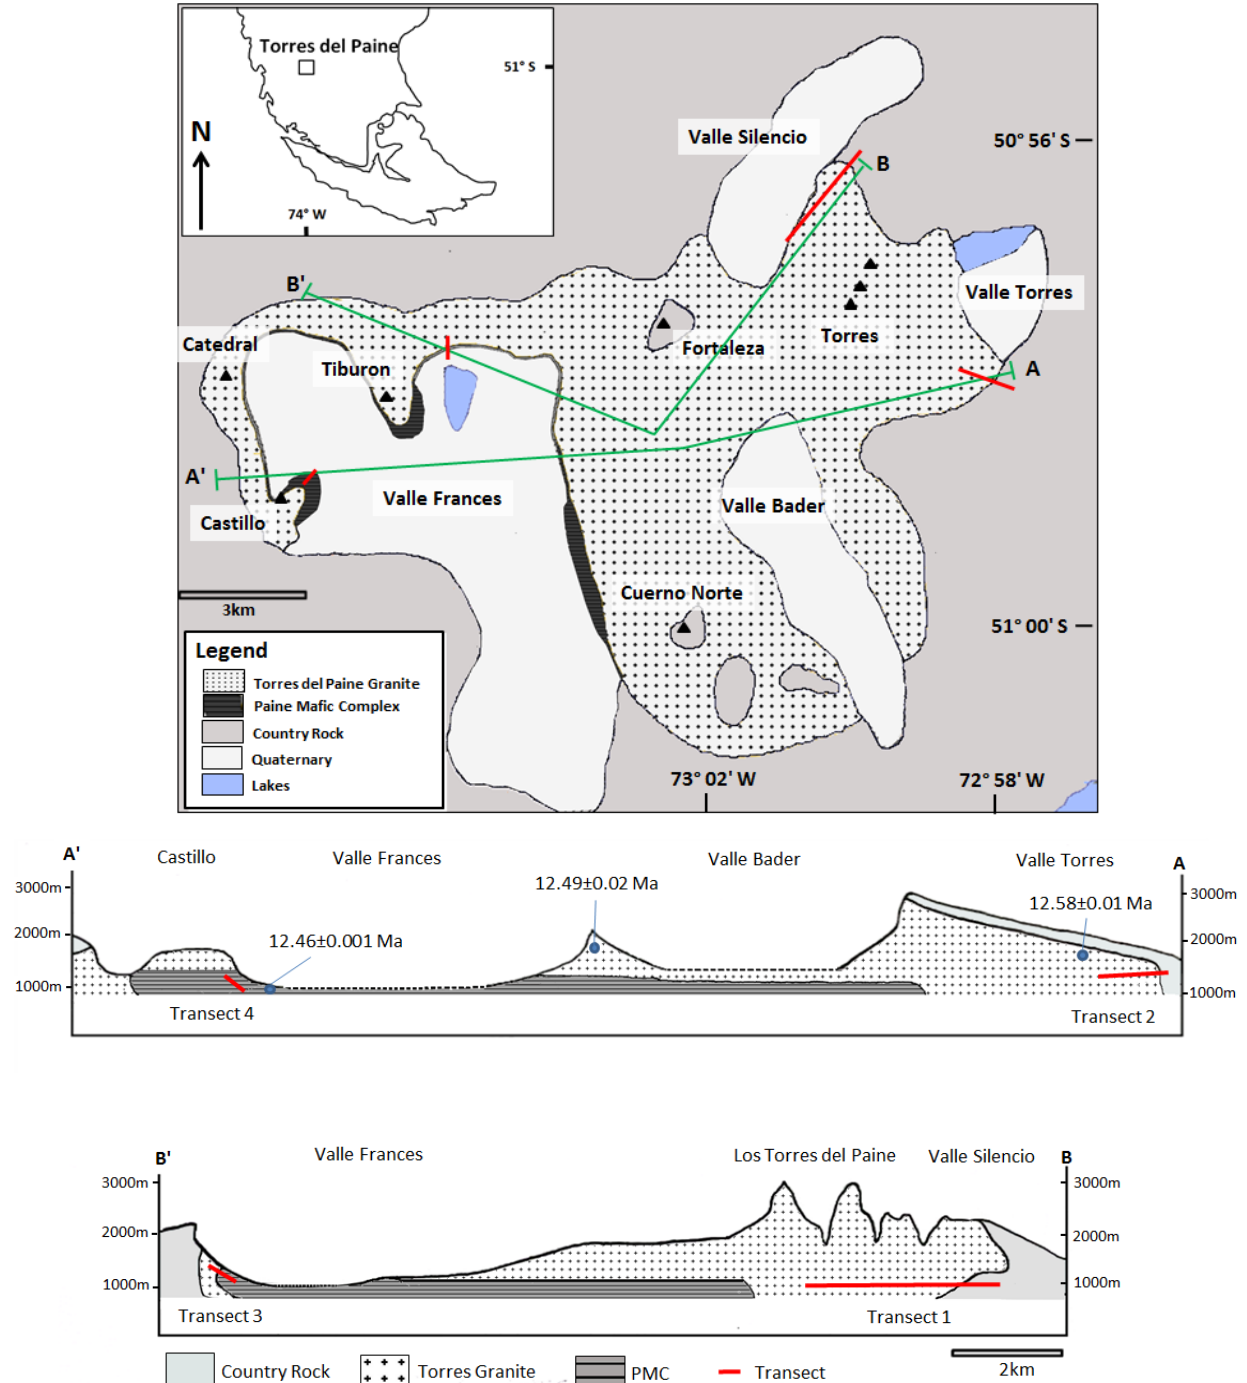 Torres del Paine
51° S
N
74° W
Valle Silencio
50° 56' S
B
B'
Valle Torres
Catedral
Tiburon
Fortaleza
Torres
A
A'
Valle Frances
Valle Bader
Castillo
3km
Cuerno Norte
51° 00' S
Legend
Torres del Paine Granite
Paine Mafic Complex
Country Rock
Quaternary
Lakes
73° 02' W
72° 58' W
A'
Castillo
Valle Frances
Valle Bader
Valle Torres
A
3000m
2000m
1000m
12.46±0.001 Ma
12.49±0.02 Ma
12.58±0.01 Ma
3000m
2000m
1000m
Transect 4
Transect 2
B'
Valle Frances
Los Torres del Paine
Valle Silencio
B
3000m
2000m
1000m
3000m
2000m
1000m
Transect 3
Transect 1
Country Rock
Torres Granite
PMC
Transect
2km